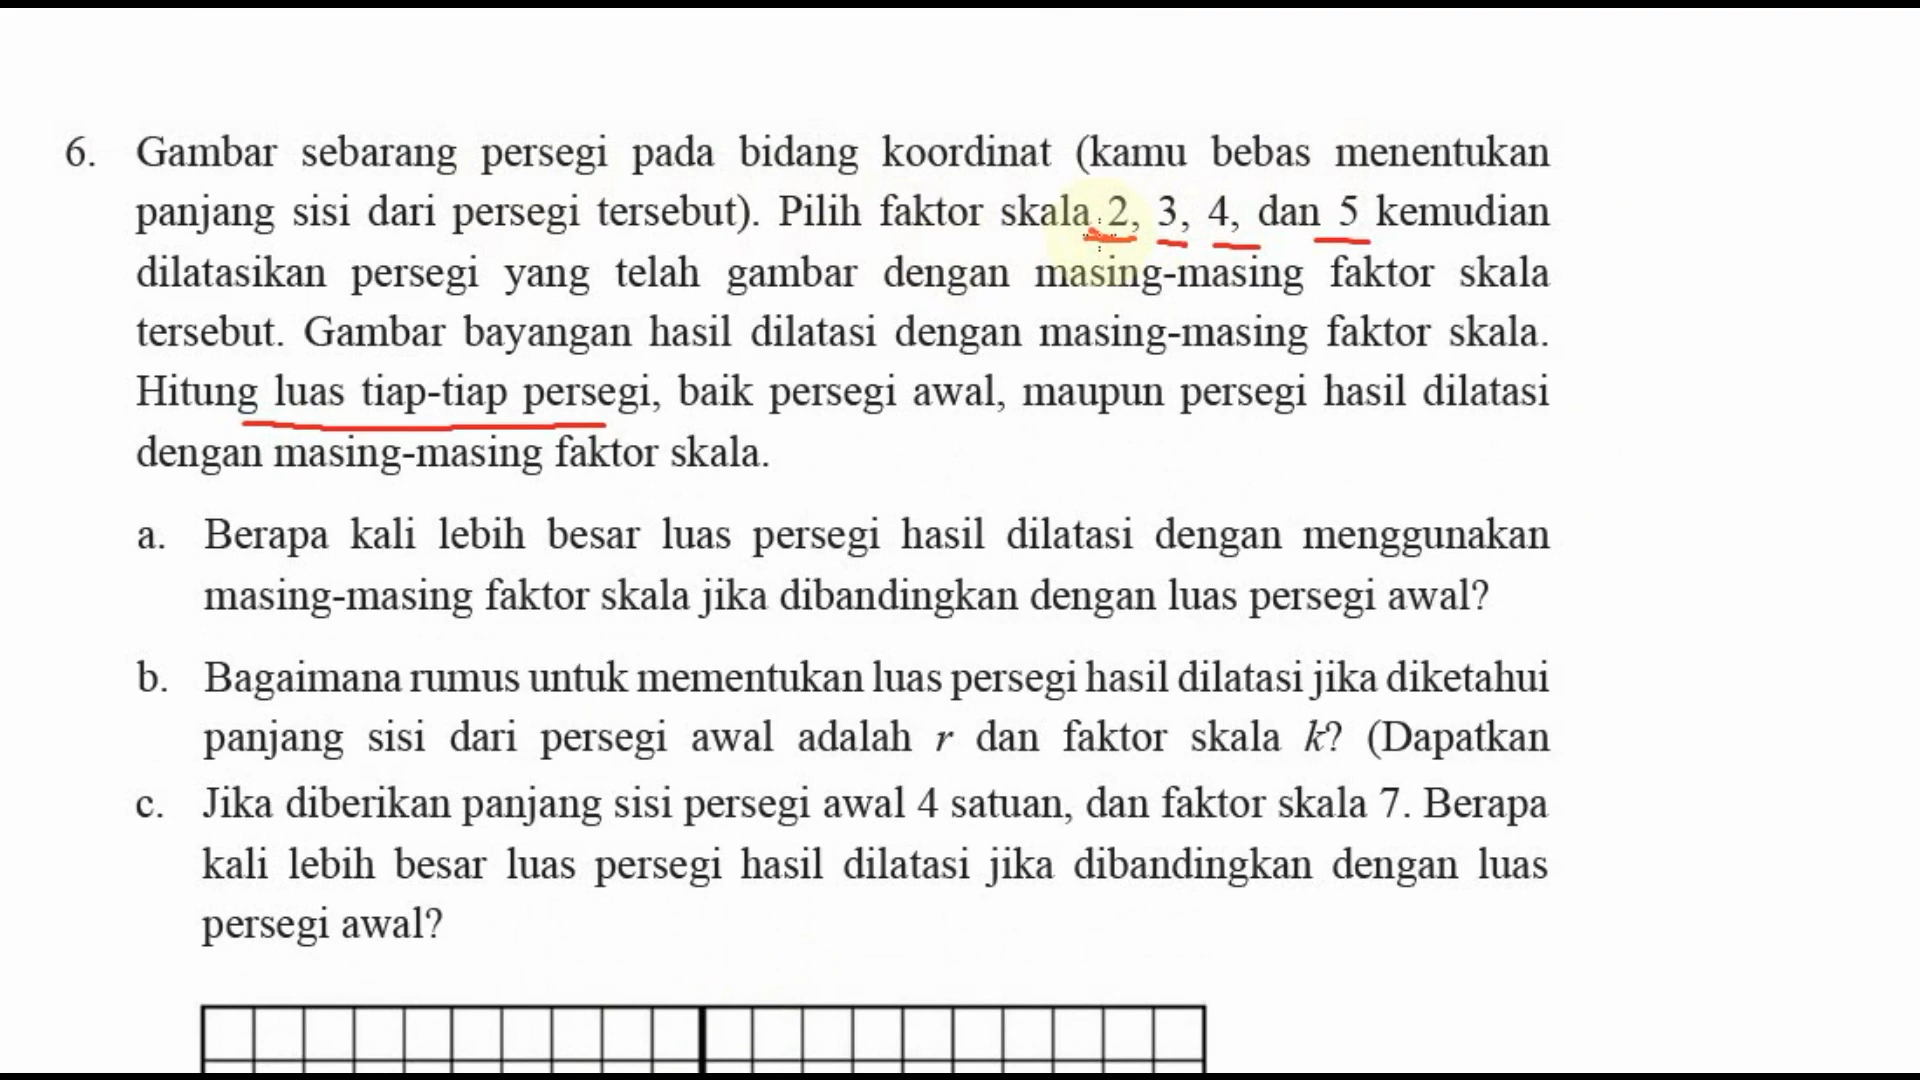 6. Gambar sebarang persegi pada bidang koordinat (kamu bebas menentukan
panjang sisi dari persegi tersebut). Pilih faktor skala 2, 3, 4, dan 5 kemudian
dilatasikan persegi yang telah gambar dengan masing-masing faktor skala
tersebut. Gambar bayangan hasil dilatasi dengan masing-masing faktor skala.
Hitung luas tiap-tiap persegi, baik persegi awal, maupun persegi hasil dilatasi
dengan masing-masing faktor skala.
a. Berapa kali lebih besar luas persegi hasil dilatasi dengan menggunakan
masing-masing faktor skala jika dibandingkan dengan luas persegi awal?
b. Bagaimana rumus untuk mementukan luas persegi hasil dilatasi jika diketahui
panjang sisi dari persegi awal adalah r dan faktor skala k? (Dapatkan
c. Jika diberikan panjang sisi persegi awal 4 satuan, dan faktor skala 7. Berapa
kali lebih besar luas persegi hasil dilatasi jika dibandingkan dengan luas
persegi awal?